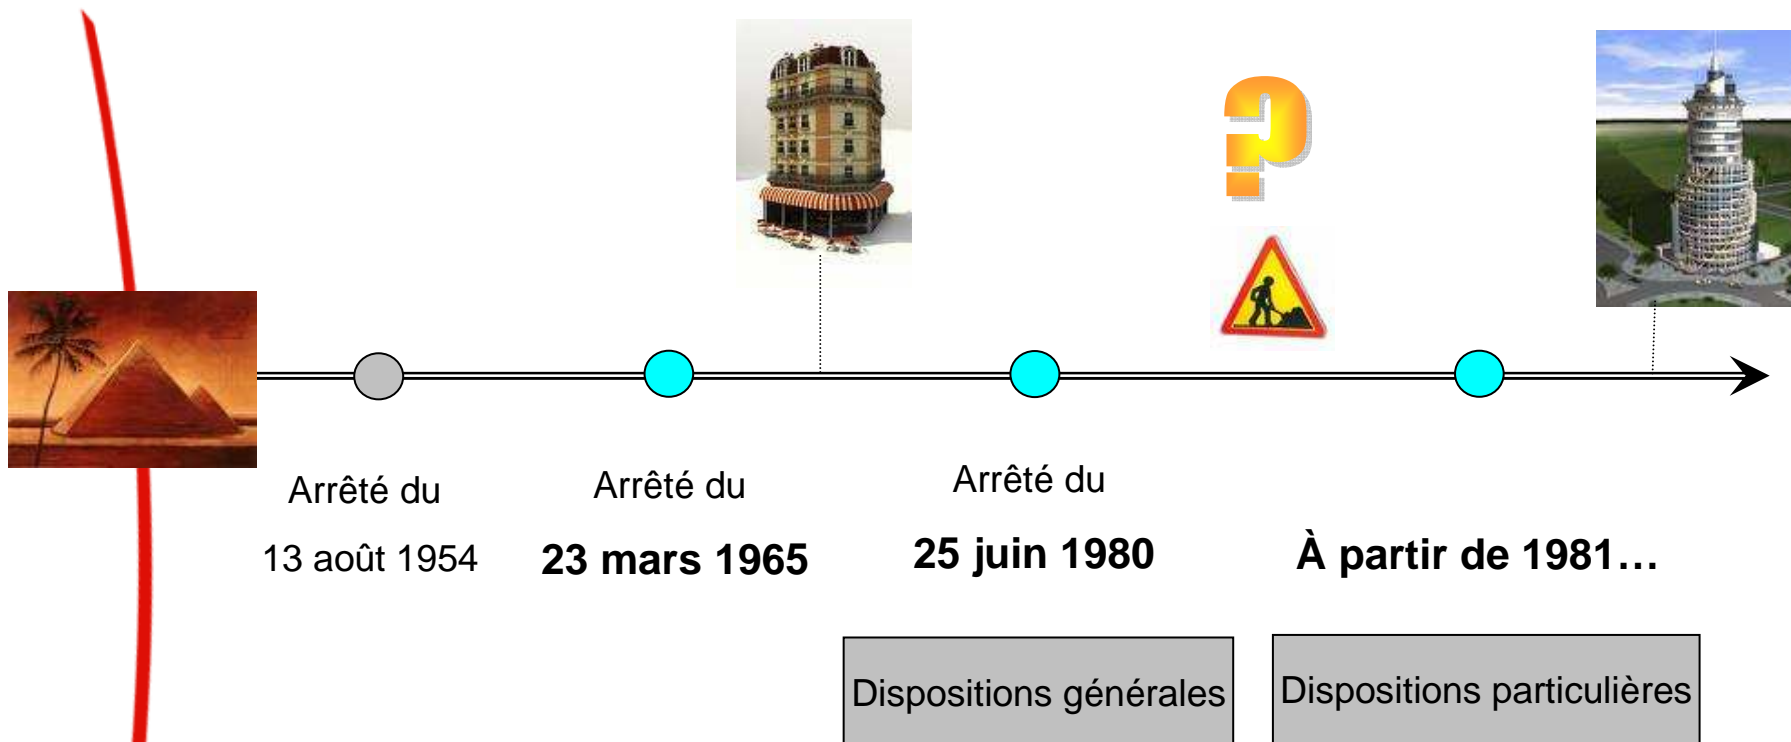 Arrêté du
13 août 1954
Arrêté du
23 mars 1965
Arrêté du
25 juin 1980
À partir de 1981…
Dispositions générales
Dispositions particulières
?